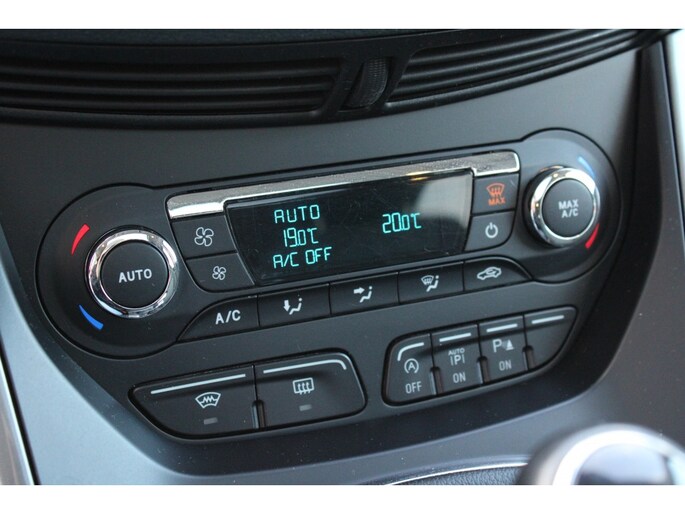 AUTO
19.0°C
20.0°C
A/C OFF
MAX
AUTO
MAX
A/C
A/C
A
OFF
AUTO
P
ON
P
ON